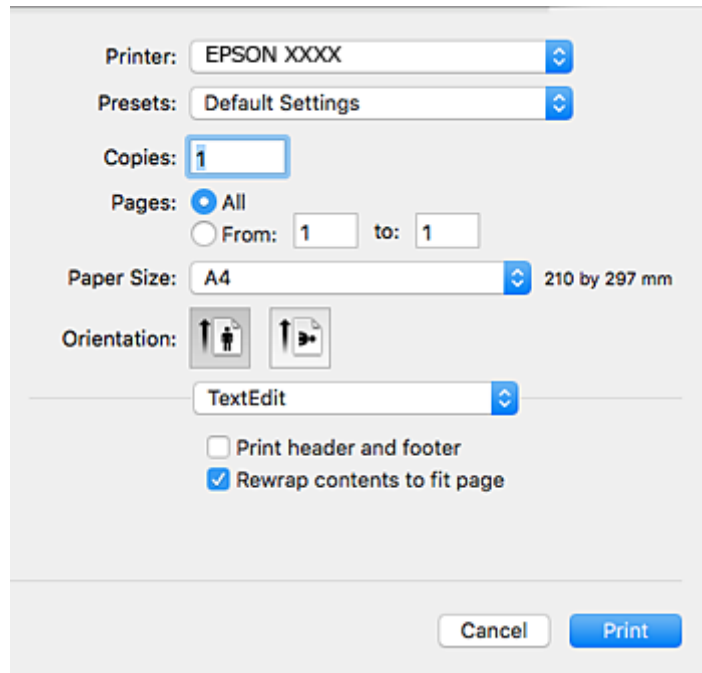 Printer: EPSON XXXX
Presets: Default Settings
Copies: 1
Pages: All
From: 1 to: 1
Paper Size: A4 210 by 297 mm
Orientation:
TextEdit
Print header and footer
Rewrap contents to fit page
Cancel Print